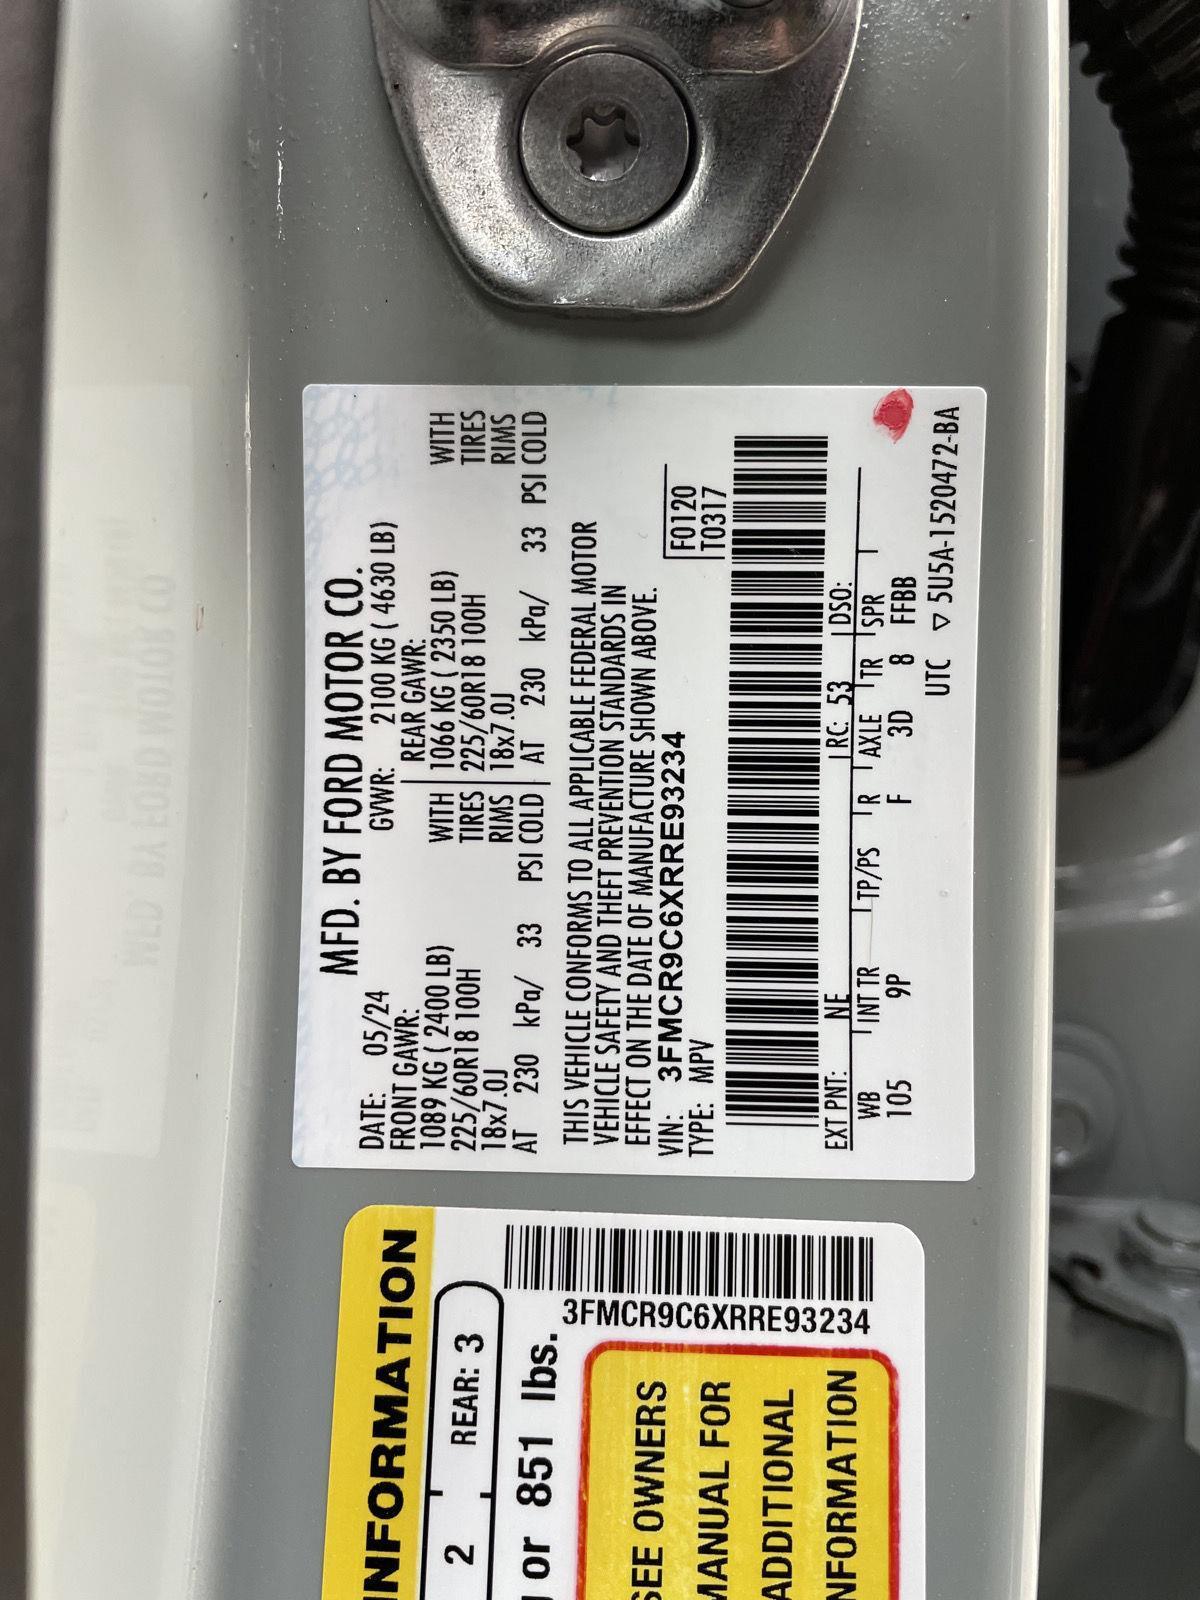 MFD. BY FORD MOTOR CO.
DATE: 05/24 GVWR: 2100 KG ( 4630 LB)
FRONT GAWR: REAR GAWR:
1089 KG ( 2400 LB) WITH 1066 KG ( 2350 LB) WITH
225/60R18 100H TIRES 225/60R18 100H TIRES
18x7.0J RIMS 18x7.0J RIMS
AT 230 kPa/ 33 PSI COLD AT 230 kPa/ 33 PSI COLD
THIS VEHICLE CONFORMS TO ALL APPLICABLE FEDERAL MOTOR
VEHICLE SAFETY AND THEFT PREVENTION STANDARDS IN
EFFECT ON THE DATE OF MANUFACTURE SHOWN ABOVE.
VIN: 3FMCR9C6XRRE93234 F0120
TYPE: MPV T0317
EXT PNT: NE RC: 53 DSO:
WB INT TR TP/PS R AXLE TR SPR
105 9P F 3D 8 FFBB
UTC ▽ 5U5A-1520472-BA
INFORMATION
2 REAR: 3
or 851 lbs.
3FMCR9C6XRRE93234
SEE OWNERS
MANUAL FOR
ADDITIONAL
INFORMATION